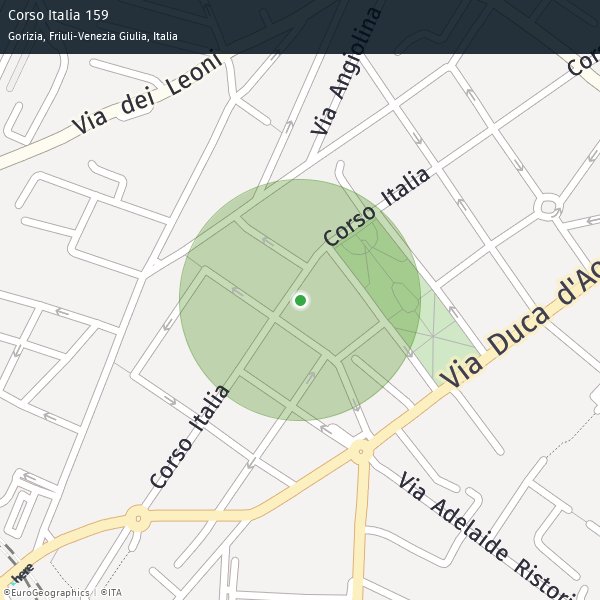 Corso Italia 159
Gorizia, Friuli-Venezia Giulia, Italia
Via dei Leoni
Via Angiolina
Corso Italia
Via Duca d'Ao
Corso Italia
Via Adelaide Ristori
here
©EuroGeographics | ©ITA